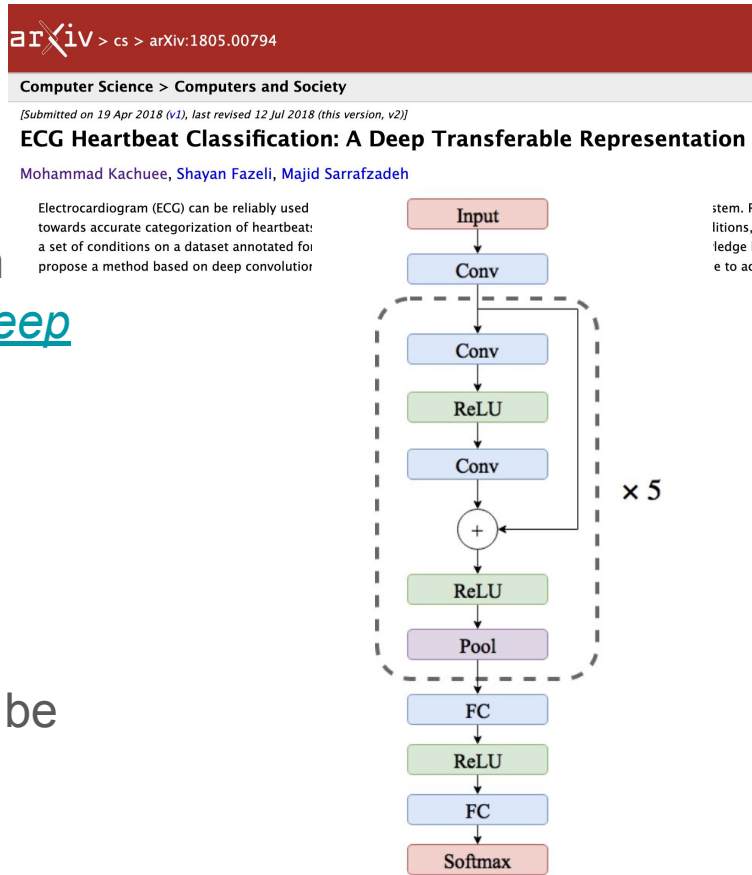 arXiv > cs > arXiv:1805.00794
Computer Science > Computers and Society
[Submitted on 19 Apr 2018 (v1), last revised 12 Jul 2018 (this version, v2)]
ECG Heartbeat Classification: A Deep Transferable Representation
Mohammad Kachuee, Shayan Fazeli, Majid Sarrafzadeh
Electrocardiogram (ECG) can be reliably used
towards accurate categorization of heartbeats
a set of conditions on a dataset annotated for
propose a method based on deep convolution
stem.
litions,
ledge
e to a
eep
be
Input
Conv
Conv
ReLU
Conv
+
ReLU
Pool
× 5
FC
ReLU
FC
Softmax